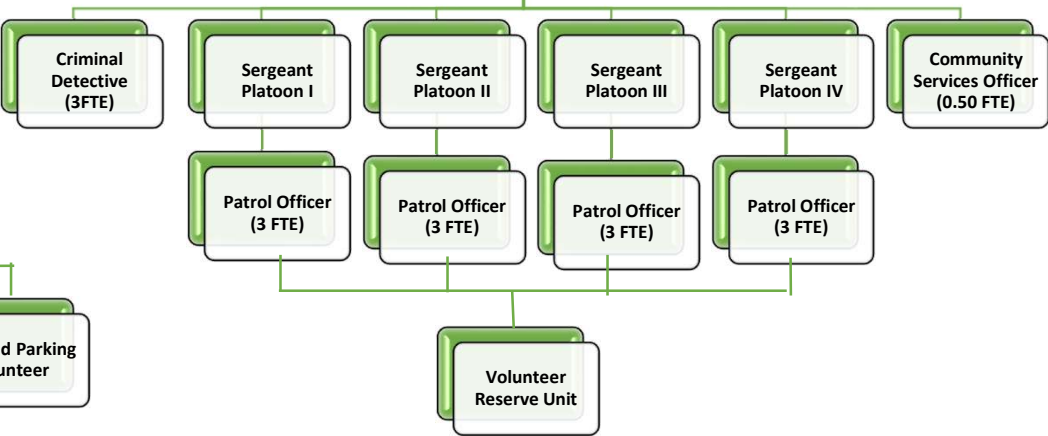 Criminal
Detective
(3FTE)
Sergeant
Platoon I
Sergeant
Platoon II
Sergeant
Platoon III
Sergeant
Platoon IV
Community
Services Officer
(0.50 FTE)
Patrol Officer
(3 FTE)
Patrol Officer
(3 FTE)
Patrol Officer
(3 FTE)
Patrol Officer
(3 FTE)
d Parking
unteer
Volunteer
Reserve Unit